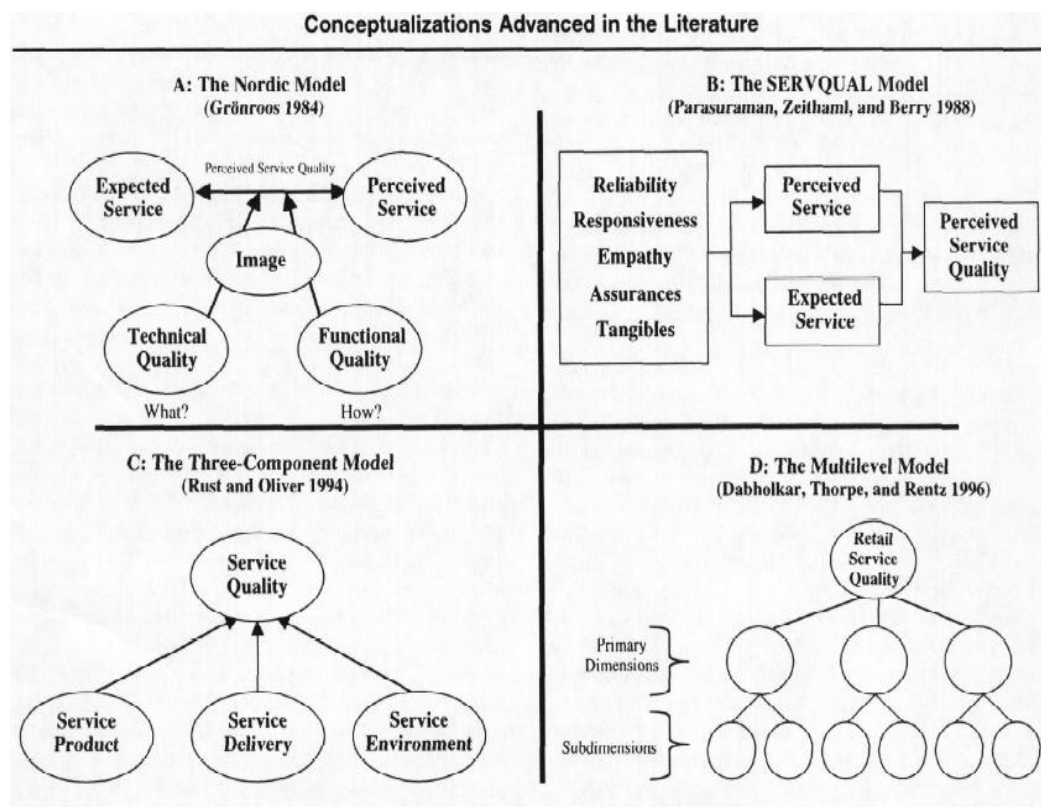 Conceptualizations Advanced in the Literature
A: The Nordic Model
(Grönroos 1984)
Perceived Service Quality
Expected
Service
Perceived
Service
Image
Technical
Quality
Functional
Quality
What?
How?
B: The SERVQUAL Model
(Parasuraman, Zeithaml, and Berry 1988)
Reliability
Responsiveness
Empathy
Assurances
Tangibles
Perceived
Service
Expected
Service
Perceived
Service
Quality
C: The Three-Component Model
(Rust and Oliver 1994)
Service
Quality
Service
Product
Service
Delivery
Service
Environment
D: The Multilevel Model
(Dabholkar, Thorpe, and Rentz 1996)
Retail
Service
Quality
Primary
Dimensions
Subdimensions